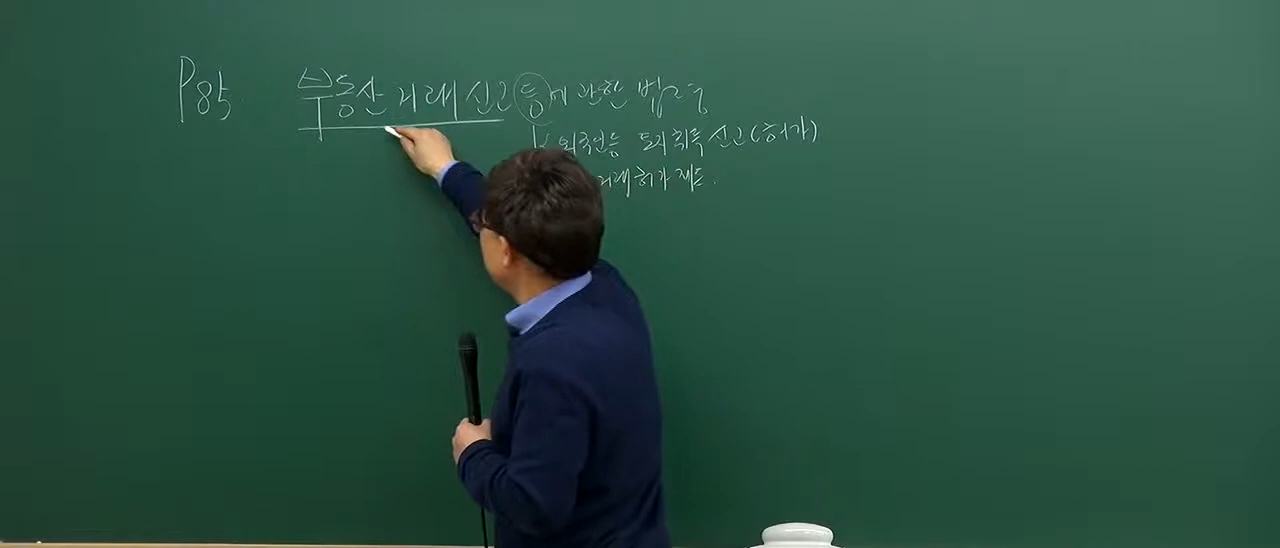 P85 부동산 거래 신고 등에 관한 법률
외국인등 토지취득 신고(허가)
거래허가 제도.